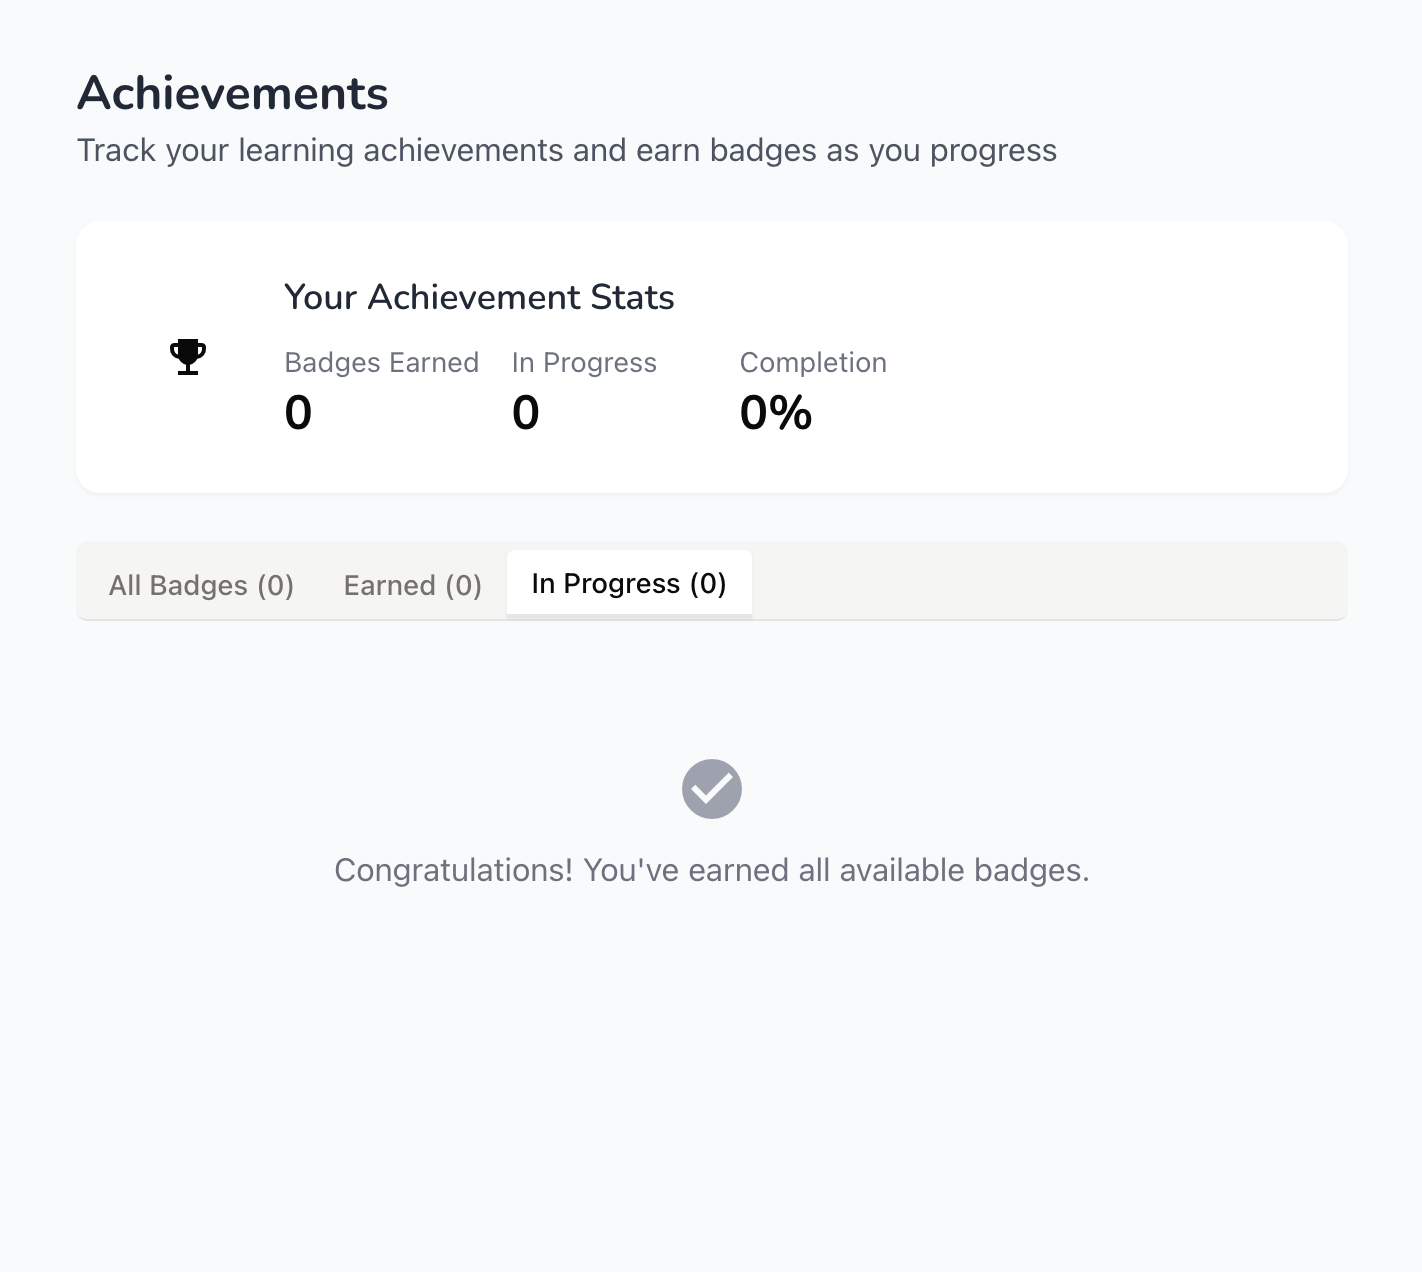 Achievements
Track your learning achievements and earn badges as you progress
Your Achievement Stats
Badges Earned In Progress Completion
0 0 0%
All Badges (0) Earned (0) In Progress (0)
Congratulations! You've earned all available badges.